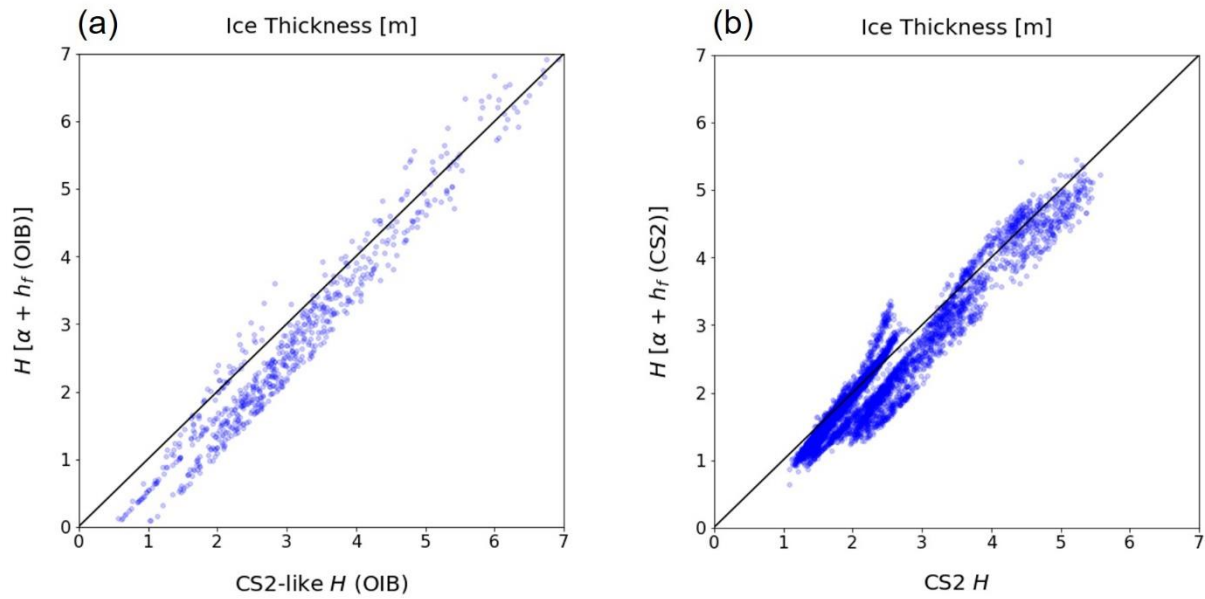 (a)
Ice Thickness [m]
7
6
5
4
3
2
1
0
H [α + hf (OIB)]
0 1 2 3 4 5 6 7
CS2-like H (OIB)
(b)
Ice Thickness [m]
7
6
5
4
3
2
1
0
H [α + hf (CS2)]
0 1 2 3 4 5 6 7
CS2 H